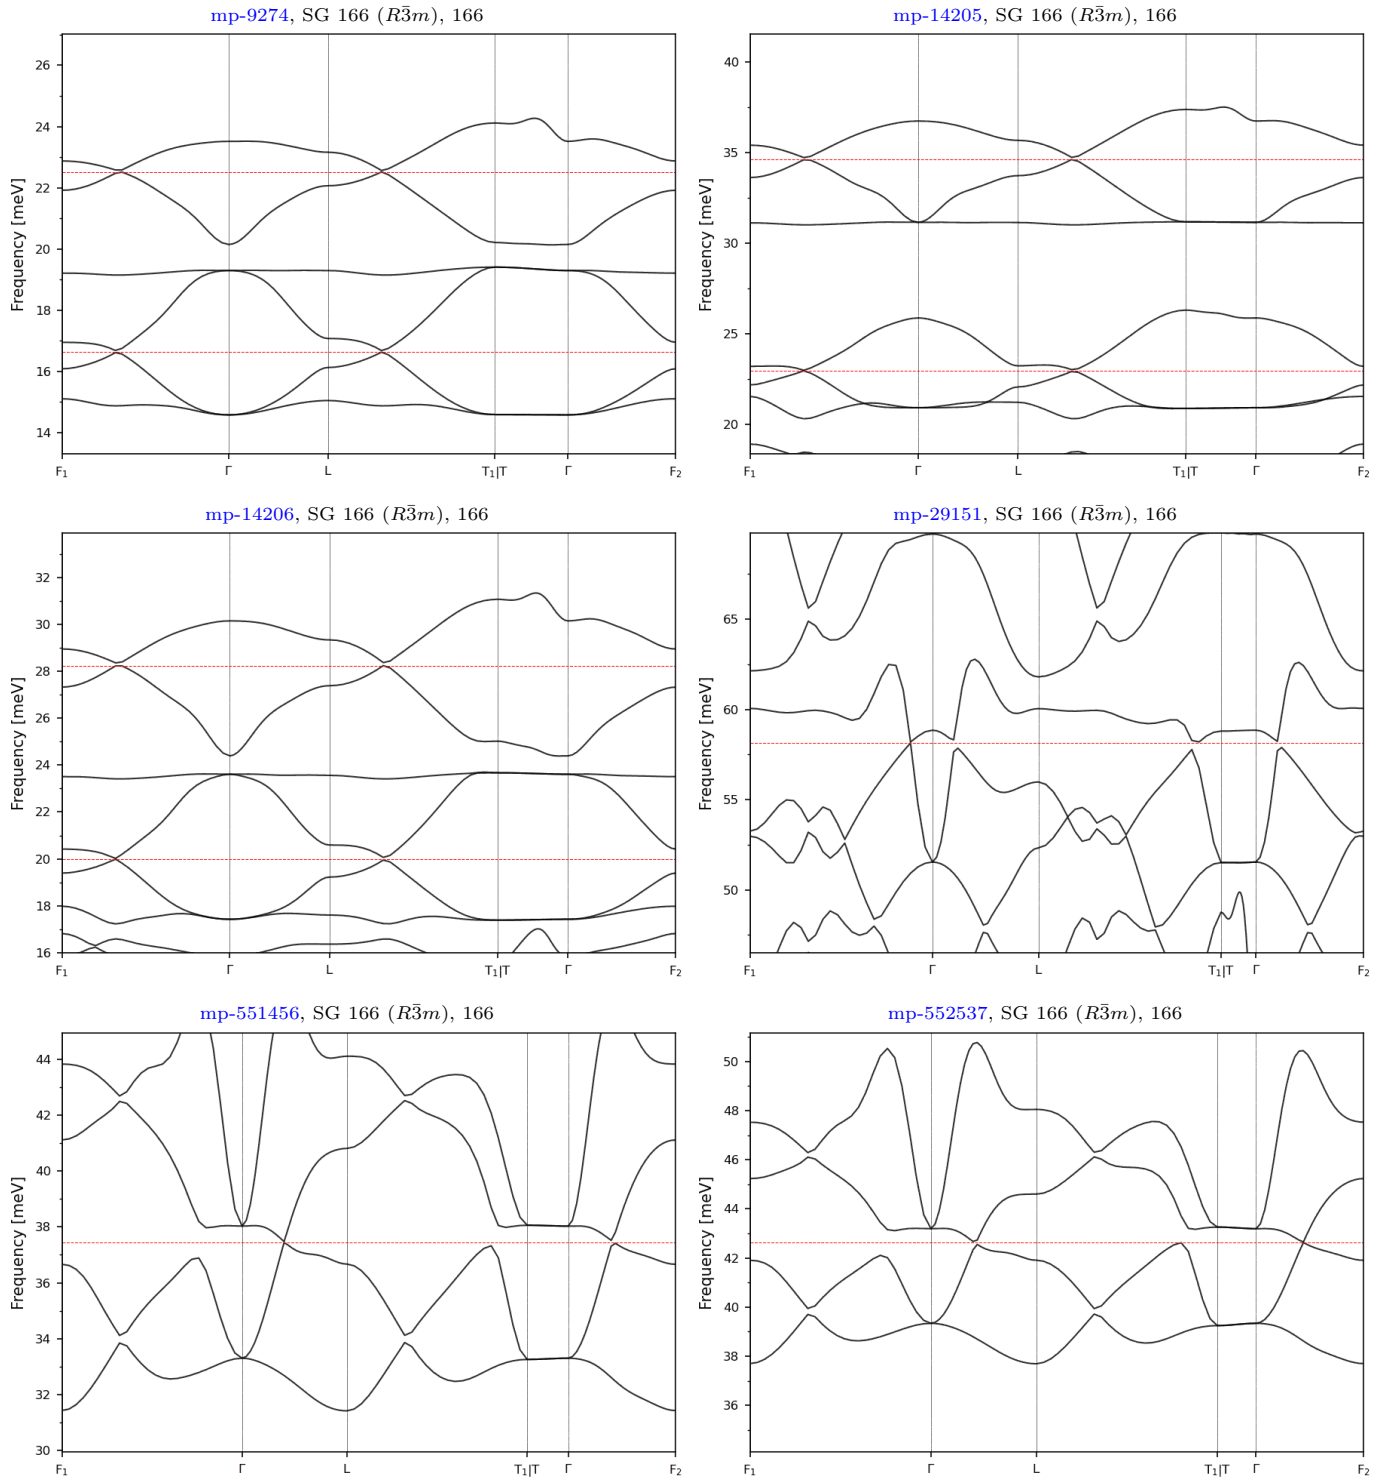 mp-9274, SG 166 (R3̄m), 166
Frequency [meV]
26
24
22
20
18
16
14
F₁ Γ L T₁|T Γ F₂
mp-14205, SG 166 (R3̄m), 166
Frequency [meV]
40
35
30
25
20
F₁ Γ L T₁|T Γ F₂
mp-14206, SG 166 (R3̄m), 166
Frequency [meV]
32
30
28
26
24
22
20
18
16
F₁ Γ L T₁|T Γ F₂
mp-29151, SG 166 (R3̄m), 166
Frequency [meV]
65
60
55
50
F₁ Γ L T₁|T Γ F₂
mp-551456, SG 166 (R3̄m), 166
Frequency [meV]
44
42
40
38
36
34
32
30
F₁ Γ L T₁|T Γ F₂
mp-552537, SG 166 (R3̄m), 166
Frequency [meV]
50
48
46
44
42
40
38
36
F₁ Γ L T₁|T Γ F₂